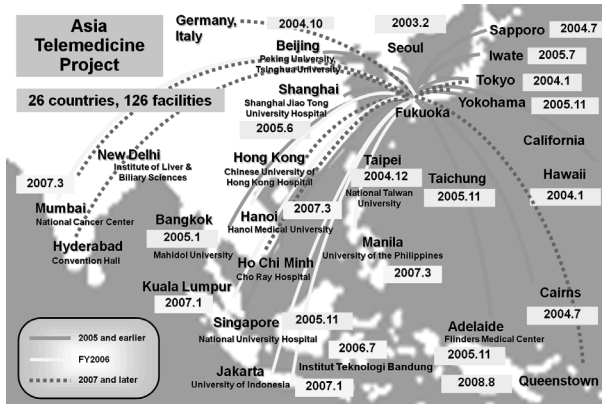 Asia
Telemedicine
Project
26 countries, 126 facilities
Germany,
Italy
2004.10
2003.2
Seoul
Sapporo
2004.7
Iwate
2005.7
Tokyo
2004.1
Yokohama
2005.11
Beijing
Peking University,
Tsinghua University
Shanghai
Shanghai Jiao Tong
University Hospital
2005.6
Fukuoka
California
Hawaii
2004.1
New Delhi
Institute of Liver &
Biliary Sciences
2007.3
Mumbai
National Cancer Center
Hyderabad
Convention Hall
Hong Kong
Chinese University of
Hong Kong Hospital
Taipei
2004.12
National Taiwan
University
Taichung
2005.11
Bangkok
2005.1
Mahidol University
Hanoi
2007.3
Hanoi Medical University
Ho Chi Minh
Cho Ray Hospital
Manila
University of the Philippines
2007.3
Kuala Lumpur
2007.1
Singapore
2005.11
National University Hospital
Cairns
2004.7
Adelaide
Flinders Medical Center
2005.11
2006.7
Institut Teknologi Bandung
Jakarta
University of Indonesia
2007.1
2008.8
Queenstown
2005 and earlier
FY2006
2007 and later